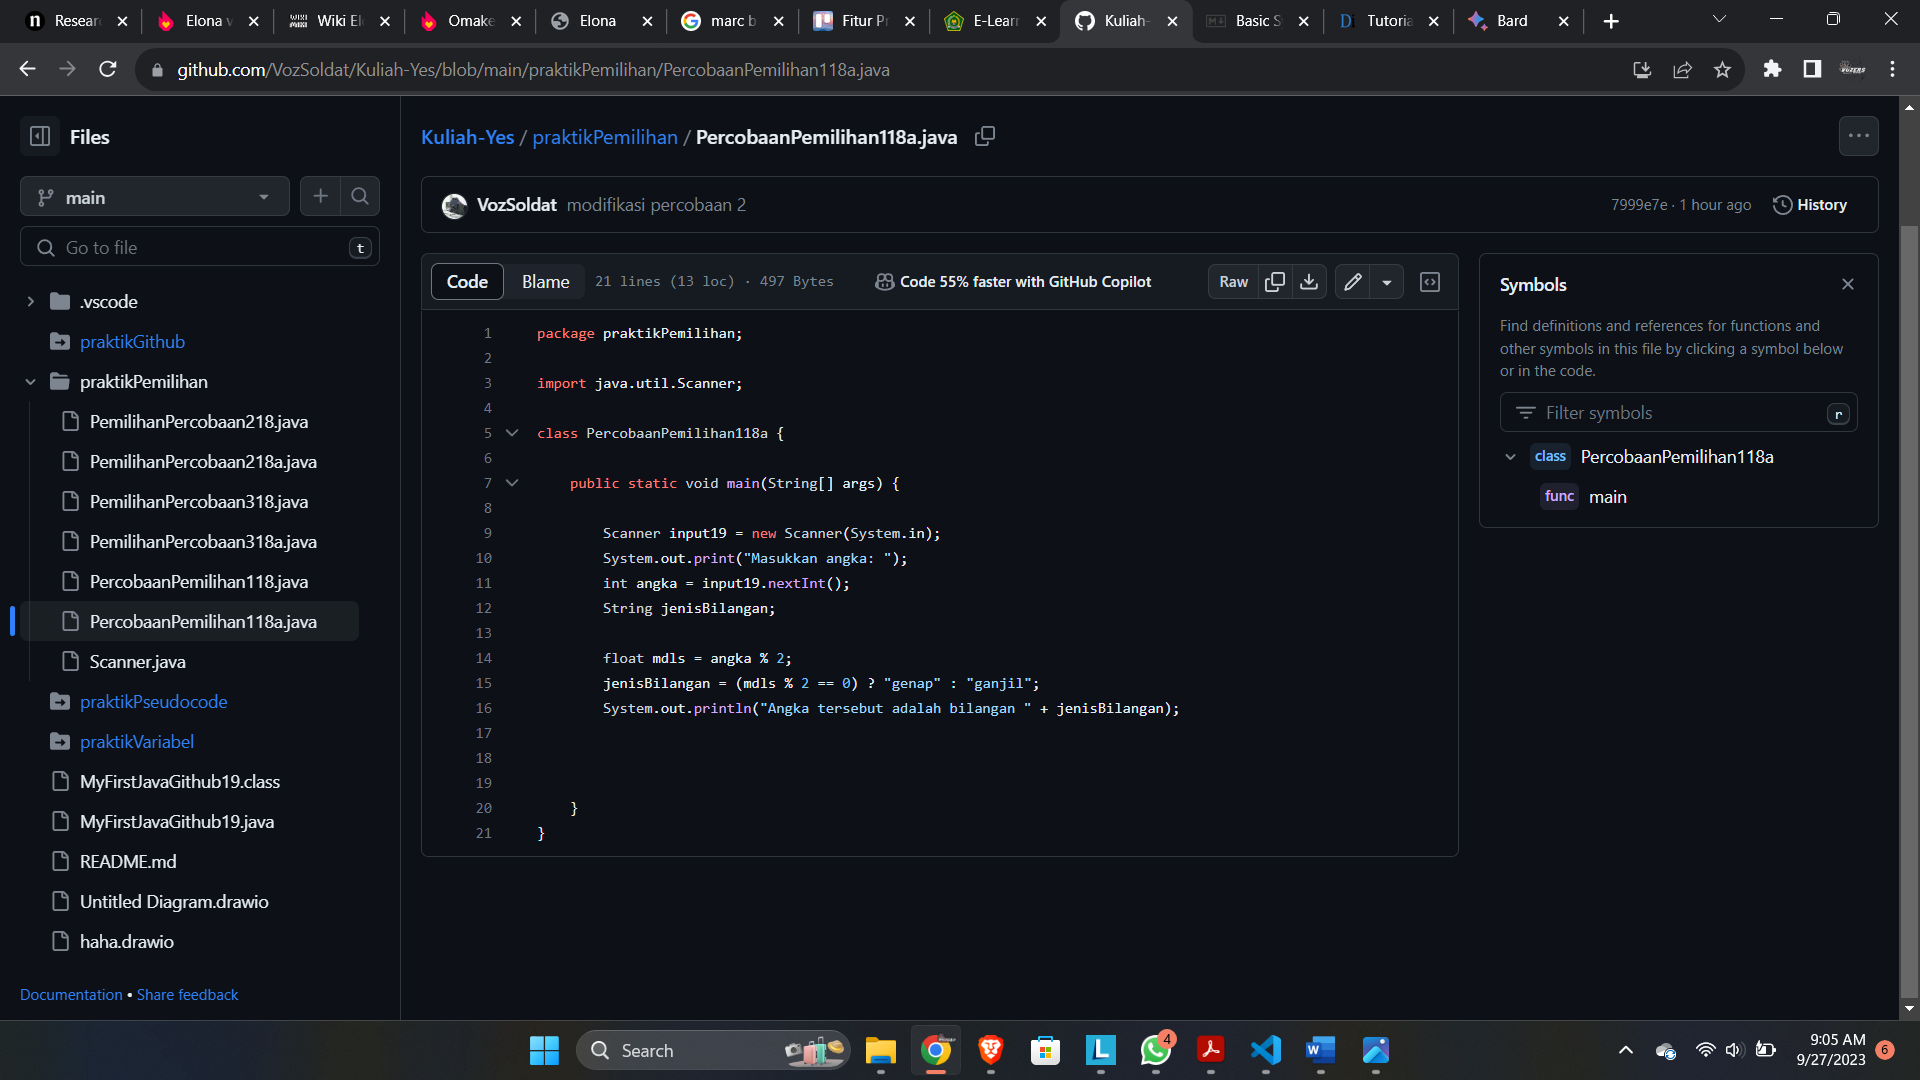 Resear
Elona v
Wiki El
Omake
Elona
marc b
Fitur P
E-Lear
Kuliah-
Basic S
Tutoria
Bard
github.com/VozSoldat/Kuliah-Yes/blob/main/praktikPemilihan/PercobaanPemilihan118a.java
Files
main
Go to file
t
.vscode
praktikGithub
praktikPemilihan
PemilihanPercobaan218.java
PemilihanPercobaan218a.java
PemilihanPercobaan318.java
PemilihanPercobaan318a.java
PercobaanPemilihan118.java
PercobaanPemilihan118a.java
Scanner.java
praktikPseudocode
praktikVariabel
MyFirstJavaGithub19.class
MyFirstJavaGithub19.java
README.md
Untitled Diagram.drawio
haha.drawio
Documentation • Share feedback
Kuliah-Yes / praktikPemilihan / PercobaanPemilihan118a.java
VozSoldat modifikasi percobaan 2
7999e7e · 1 hour ago
History
Code
Blame
21 lines (13 loc) · 497 Bytes
Code 55% faster with GitHub Copilot
Raw
1 package praktikPemilihan;
2
3 import java.util.Scanner;
4
5 class PercobaanPemilihan118a {
6
7 public static void main(String[] args) {
8
9 Scanner input19 = new Scanner(System.in);
10 System.out.print("Masukkan angka: ");
11 int angka = input19.nextInt();
12 String jenisBilangan;
13
14 float mdls = angka % 2;
15 jenisBilangan = (mdls % 2 == 0) ? "genap" : "ganjil";
16 System.out.println("Angka tersebut adalah bilangan " + jenisBilangan);
17
18
19
20 }
21 }
Symbols
Find definitions and references for functions and
other symbols in this file by clicking a symbol below
or in the code.
Filter symbols
r
class PercobaanPemilihan118a
func main
Search
4
9:05 AM
9/27/2023
6